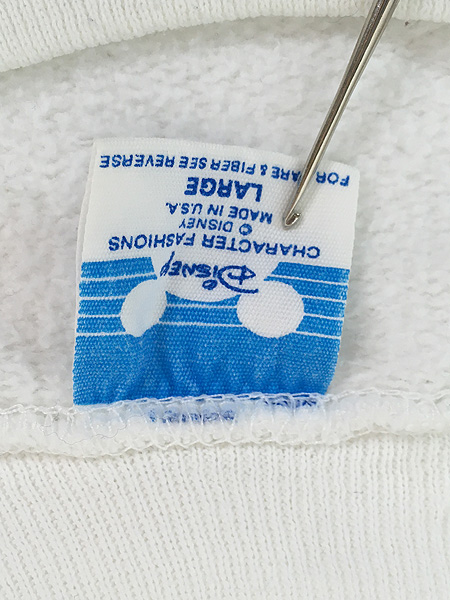 Disney
CHARACTER FASHIONS
© DISNEY
MADE IN U.S.A.
LARGE
FOR CARE & FIBER SEE REVERSE